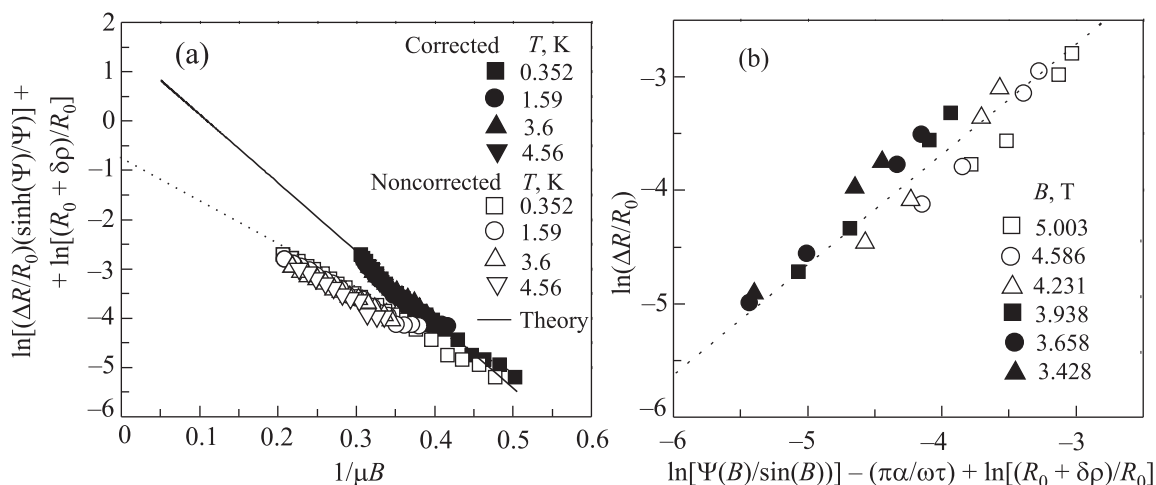 ln[(ΔR/R₀)(sinh(Ψ)/Ψ)] +
+ ln[(R₀ + δρ)/R₀]
2
1
0
−1
−2
−3
−4
−5
−6
(a)
Corrected T, K
0.352
1.59
3.6
4.56
Noncorrected T, K
0.352
1.59
3.6
4.56
Theory
0 0.1 0.2 0.3 0.4 0.5 0.6
1/μB
ln(ΔR/R₀)
−3
−4
−5
−6
(b)
B, T
5.003
4.586
4.231
3.938
3.658
3.428
−6 −5 −4 −3
ln[Ψ(B)/sin(B))] − (πα/ωτ) + ln[(R₀ + δρ)/R₀]